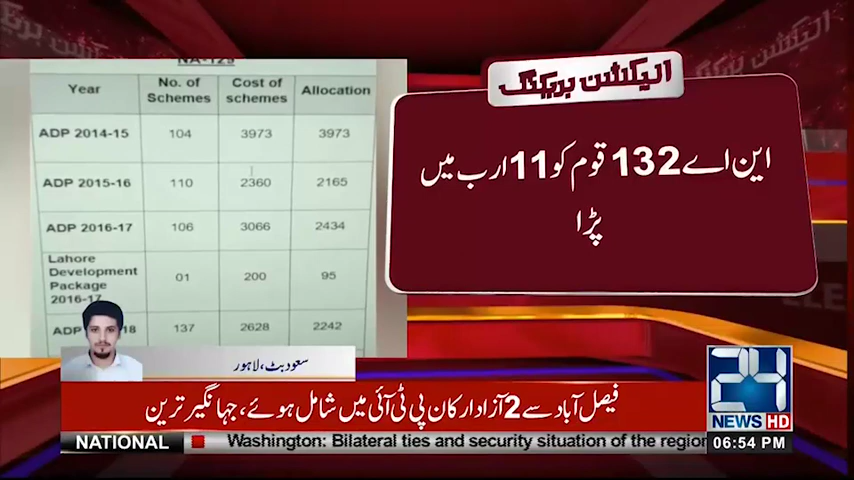 NA-129
Year No. of Schemes Cost of schemes Allocation
ADP 2014-15 104 3973 3973
ADP 2015-16 110 2360 2165
ADP 2016-17 106 3066 2434
Lahore Development Package 2016-17 01 200 95
ADP 18 137 2628 2242
الیکشن بریکنگ
این اے 132 قوم کو 11 ارب میں
پڑا
سعود بٹ، لاہور
فیصل آباد سے 2 آزاد ارکان پی ٹی آئی میں شامل ہوئے، جہانگیر ترین
24
NEWS HD
NATIONAL Washington: Bilateral ties and security situation of the region
06:54 PM